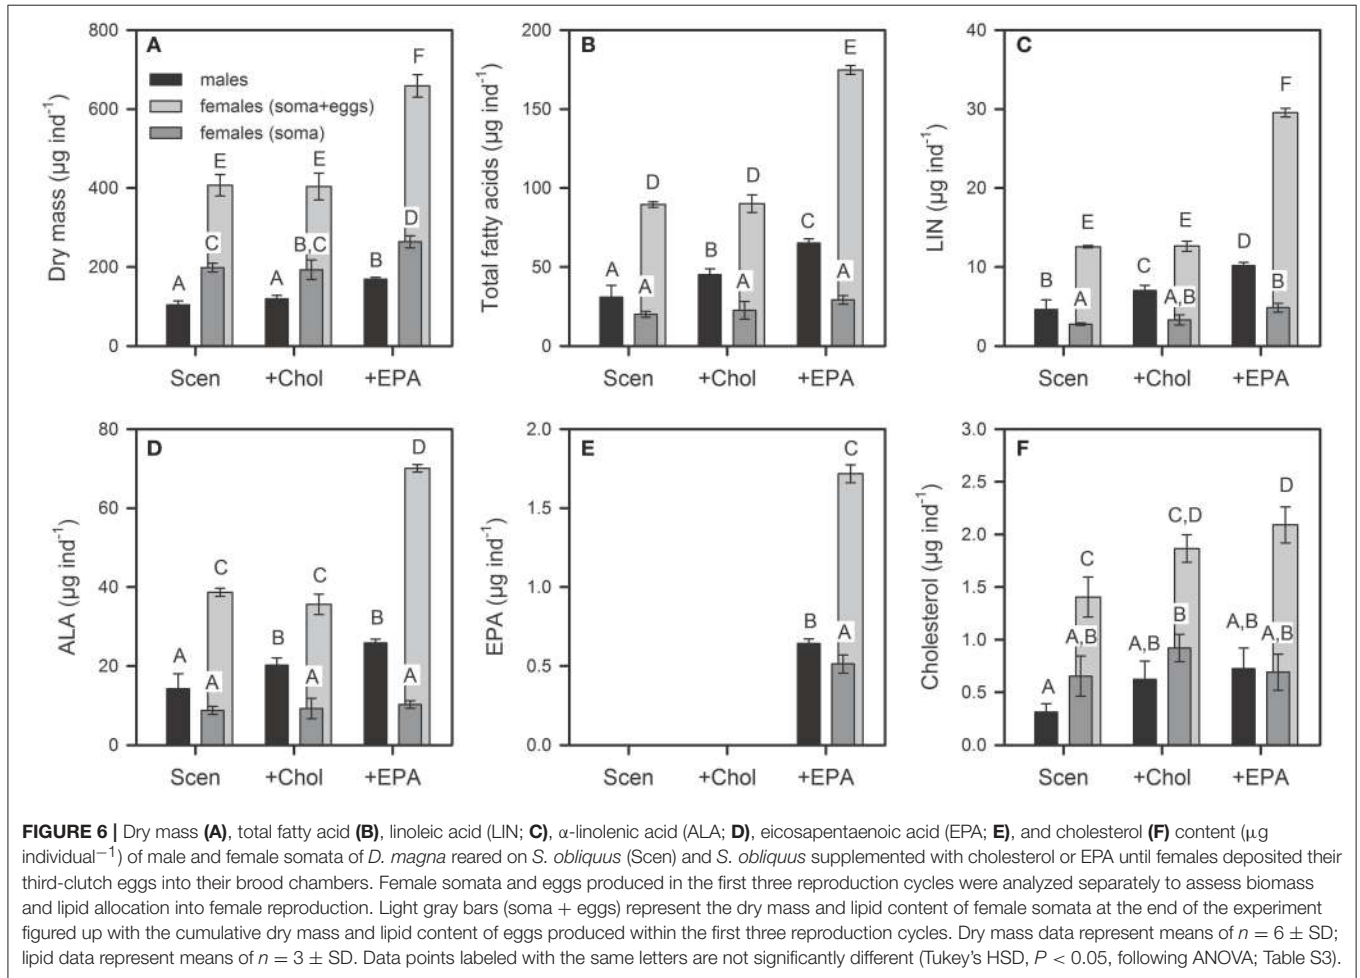 A
800
600
400
200
0
Dry mass (µg ind⁻¹)
males
females (soma+eggs)
females (soma)
A
C
E
A
B,C
E
B
D
F
Scen
+Chol
+EPA
B
200
150
100
50
0
Total fatty acids (µg ind⁻¹)
A
A
D
B
A
D
C
A
E
Scen
+Chol
+EPA
C
40
30
20
10
0
LIN (µg ind⁻¹)
B
A
E
C
A,B
E
D
B
F
Scen
+Chol
+EPA
D
80
60
40
20
0
ALA (µg ind⁻¹)
A
A
C
B
A
C
B
A
D
Scen
+Chol
+EPA
E
2.0
1.5
1.0
0.5
0.0
EPA (µg ind⁻¹)
B
A
C
Scen
+Chol
+EPA
F
3.0
2.5
2.0
1.5
1.0
0.5
0.0
Cholesterol (µg ind⁻¹)
A
A,B
C
A,B
B
C,D
A,B
A,B
D
Scen
+Chol
+EPA
FIGURE 6 | Dry mass (A), total fatty acid (B), linoleic acid (LIN; C), α-linolenic acid (ALA; D), eicosapentaenoic acid (EPA; E), and cholesterol (F) content (µg
individual⁻¹) of male and female somata of D. magna reared on S. obliquus (Scen) and S. obliquus supplemented with cholesterol or EPA until females deposited their
third-clutch eggs into their brood chambers. Female somata and eggs produced in the first three reproduction cycles were analyzed separately to assess biomass
and lipid allocation into female reproduction. Light gray bars (soma + eggs) represent the dry mass and lipid content of female somata at the end of the experiment
figured up with the cumulative dry mass and lipid content of eggs produced within the first three reproduction cycles. Dry mass data represent means of n = 6 ± SD;
lipid data represent means of n = 3 ± SD. Data points labeled with the same letters are not significantly different (Tukey's HSD, P < 0.05, following ANOVA; Table S3).